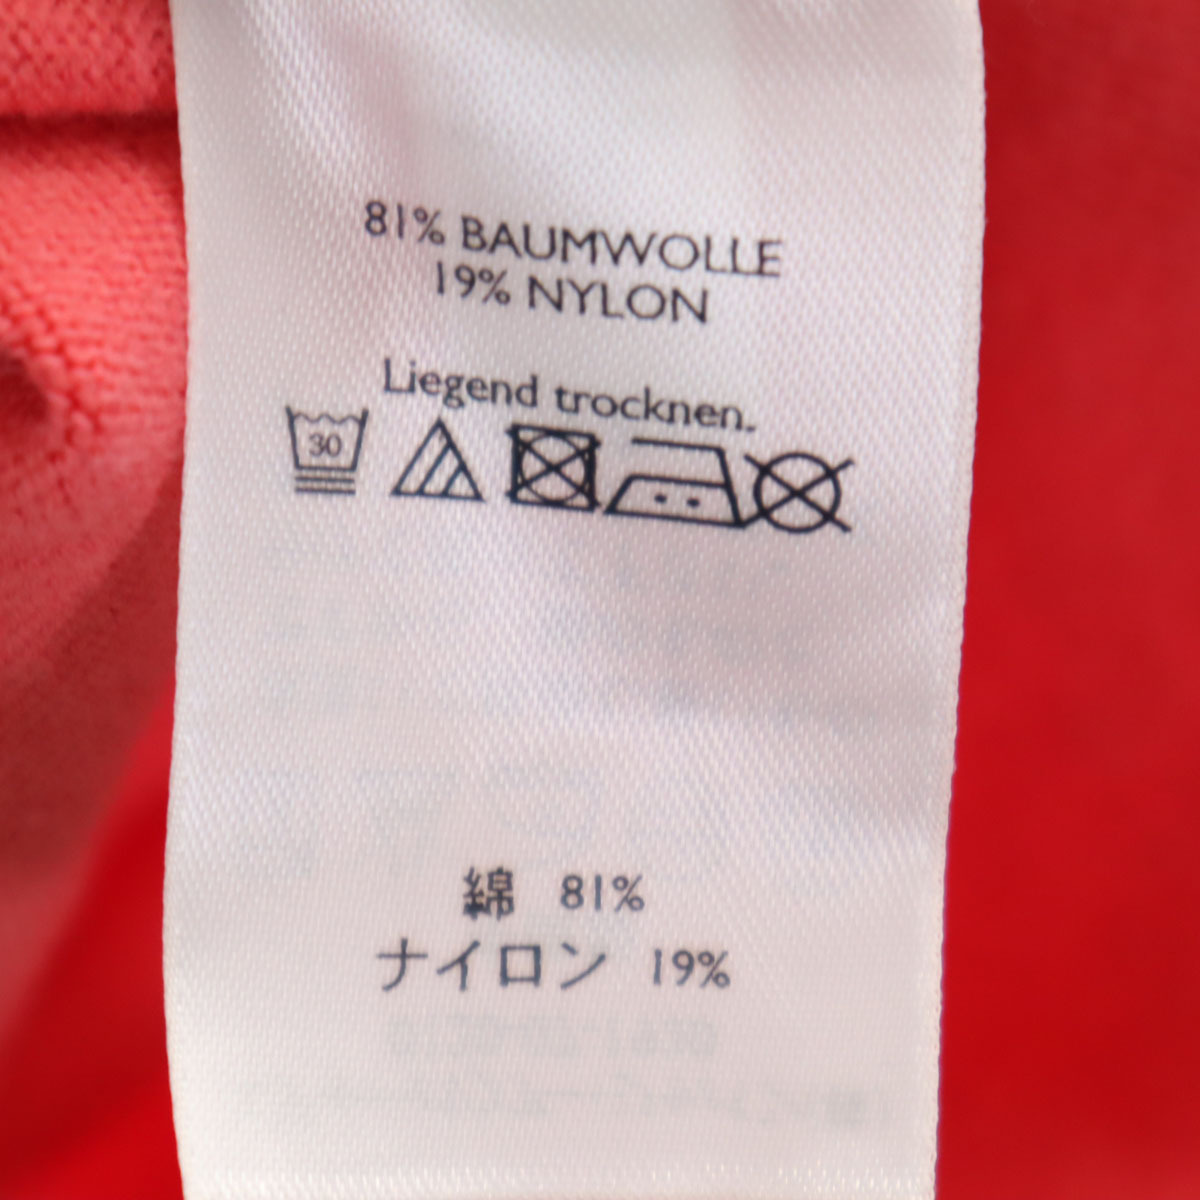 81% BAUMWOLLE
19% NYLON
Liegend trocknen.
30
綿 81%
ナイロン 19%